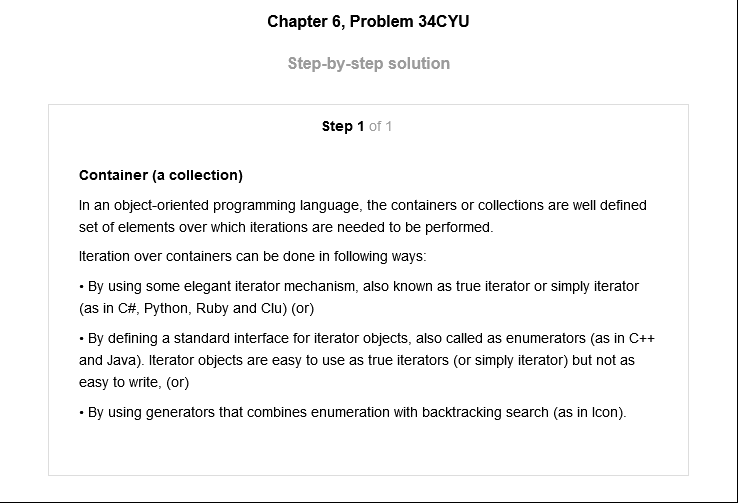 Chapter 6, Problem 34CYU
Step-by-step solution
Step 1 of 1
Container (a collection)
In an object-oriented programming language, the containers or collections are well defined
set of elements over which iterations are needed to be performed.
Iteration over containers can be done in following ways:
• By using some elegant iterator mechanism, also known as true iterator or simply iterator
(as in C#, Python, Ruby and Clu) (or)
• By defining a standard interface for iterator objects, also called as enumerators (as in C++
and Java). Iterator objects are easy to use as true iterators (or simply iterator) but not as
easy to write, (or)
• By using generators that combines enumeration with backtracking search (as in Icon).